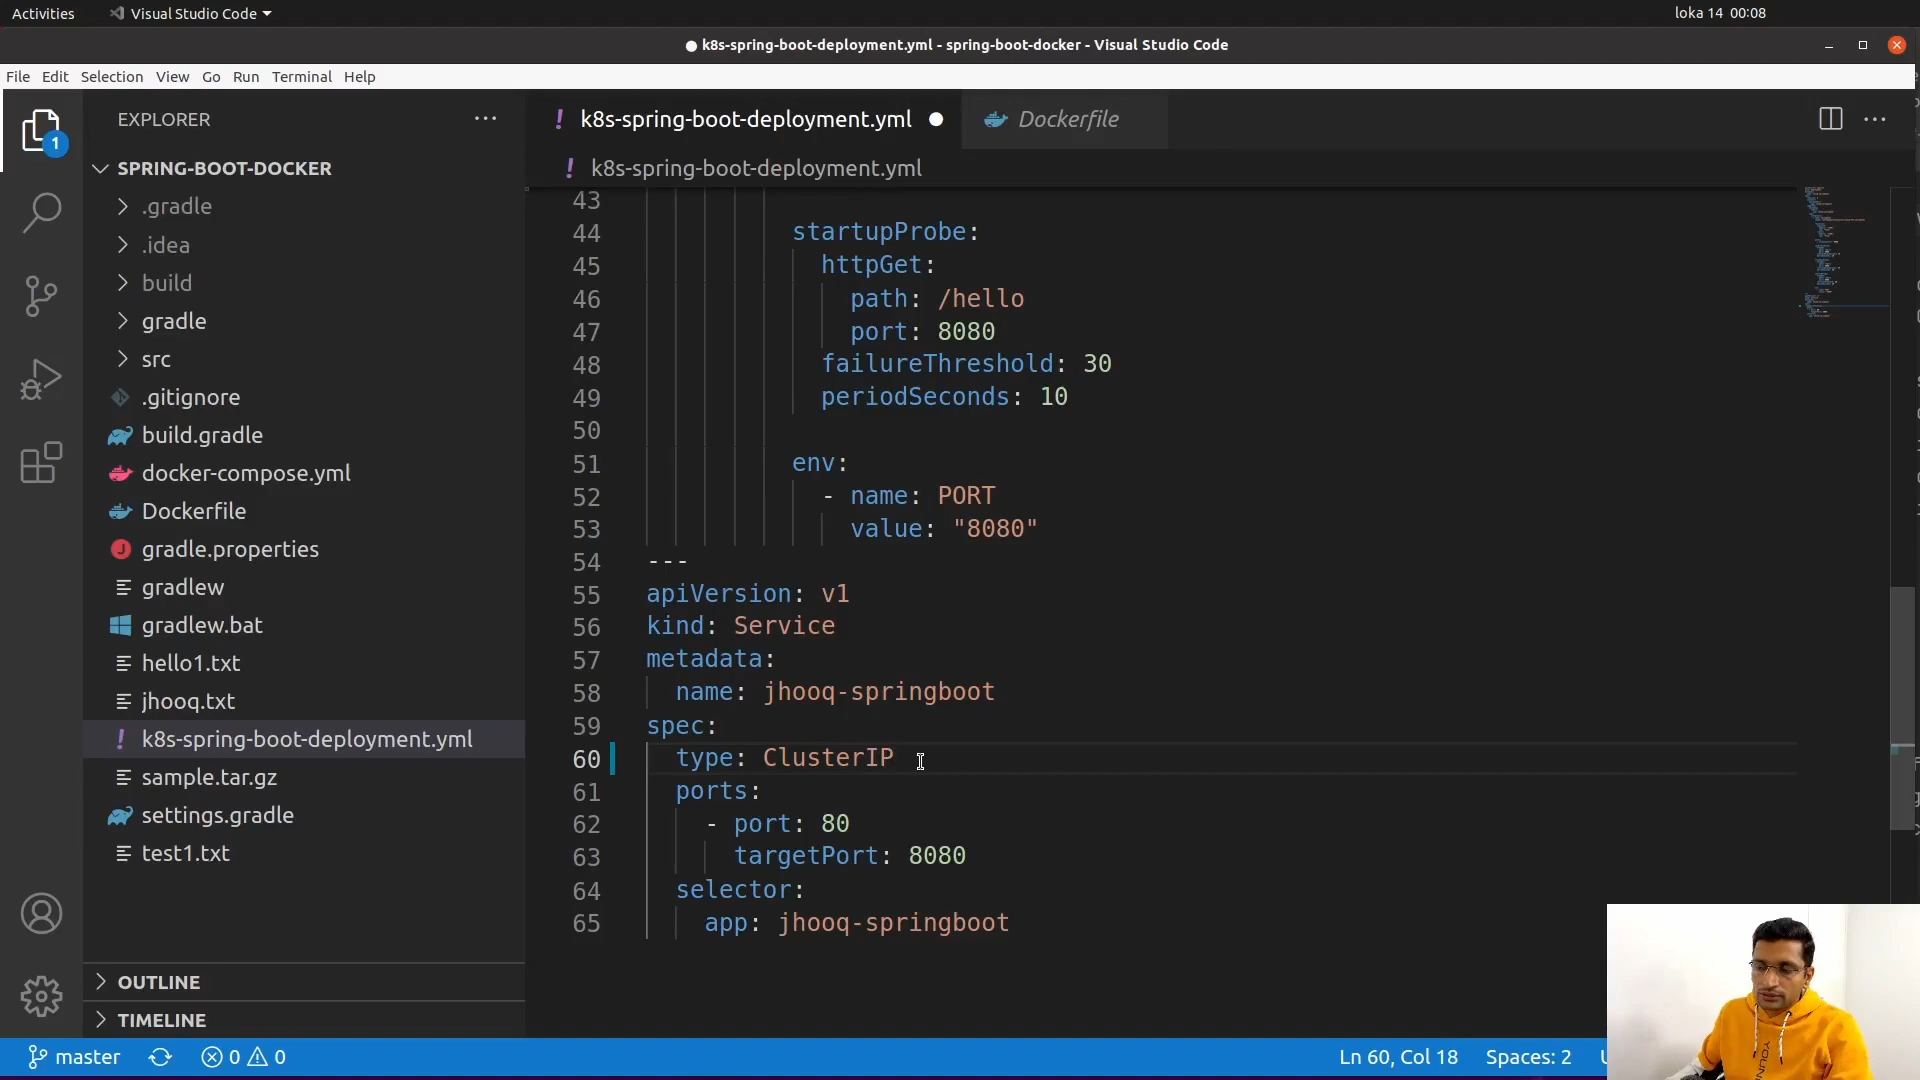 Activities
Visual Studio Code
loka 14 00:08
k8s-spring-boot-deployment.yml - spring-boot-docker - Visual Studio Code
File Edit Selection View Go Run Terminal Help
1
EXPLORER
SPRING-BOOT-DOCKER
.gradle
.idea
build
gradle
src
.gitignore
build.gradle
docker-compose.yml
Dockerfile
gradle.properties
gradlew
gradlew.bat
hello1.txt
jhooq.txt
k8s-spring-boot-deployment.yml
sample.tar.gz
settings.gradle
test1.txt
OUTLINE
TIMELINE
k8s-spring-boot-deployment.yml
Dockerfile
k8s-spring-boot-deployment.yml
43
44 startupProbe:
45 httpGet:
46 path: /hello
47 port: 8080
48 failureThreshold: 30
49 periodSeconds: 10
50
51 env:
52 - name: PORT
53 value: "8080"
54 ---
55 apiVersion: v1
56 kind: Service
57 metadata:
58 name: jhooq-springboot
59 spec:
60 type: ClusterIP
61 ports:
62 - port: 80
63 targetPort: 8080
64 selector:
65 app: jhooq-springboot
master
0 0
Ln 60, Col 18
Spaces: 2